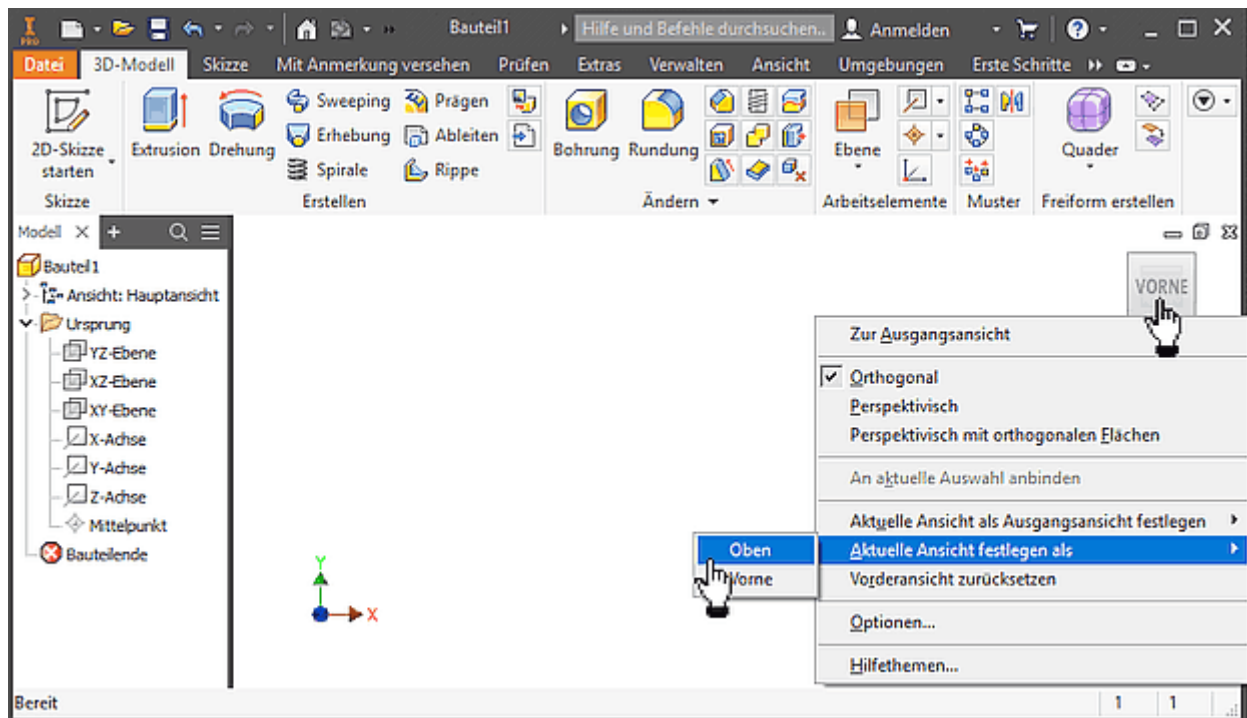 PRO
Bauteil1
Hilfe und Befehle durchsuchen..
Anmelden
Datei 3D-Modell Skizze Mit Anmerkung versehen Prüfen Extras Verwalten Ansicht Umgebungen Erste Schritte
2D-Skizze starten
Extrusion
Drehung
Sweeping
Erhebung
Spirale
Prägen
Ableiten
Rippe
Bohrung
Rundung
Ebene
Quader
Skizze
Erstellen
Ändern
Arbeitselemente
Muster
Freiform erstellen
Modell
Bauteil1
Ansicht: Hauptansicht
Ursprung
YZ-Ebene
XZ-Ebene
XY-Ebene
X-Achse
Y-Achse
Z-Achse
Mittelpunkt
Bauteilende
VORNE
Zur Ausgangsansicht
Orthogonal
Perspektivisch
Perspektivisch mit orthogonalen Flächen
An aktuelle Auswahl anbinden
Aktuelle Ansicht als Ausgangsansicht festlegen
Aktuelle Ansicht festlegen als
Vorderansicht zurücksetzen
Optionen...
Hilfethemen...
Oben
Vorne
Y
X
Bereit
1 1